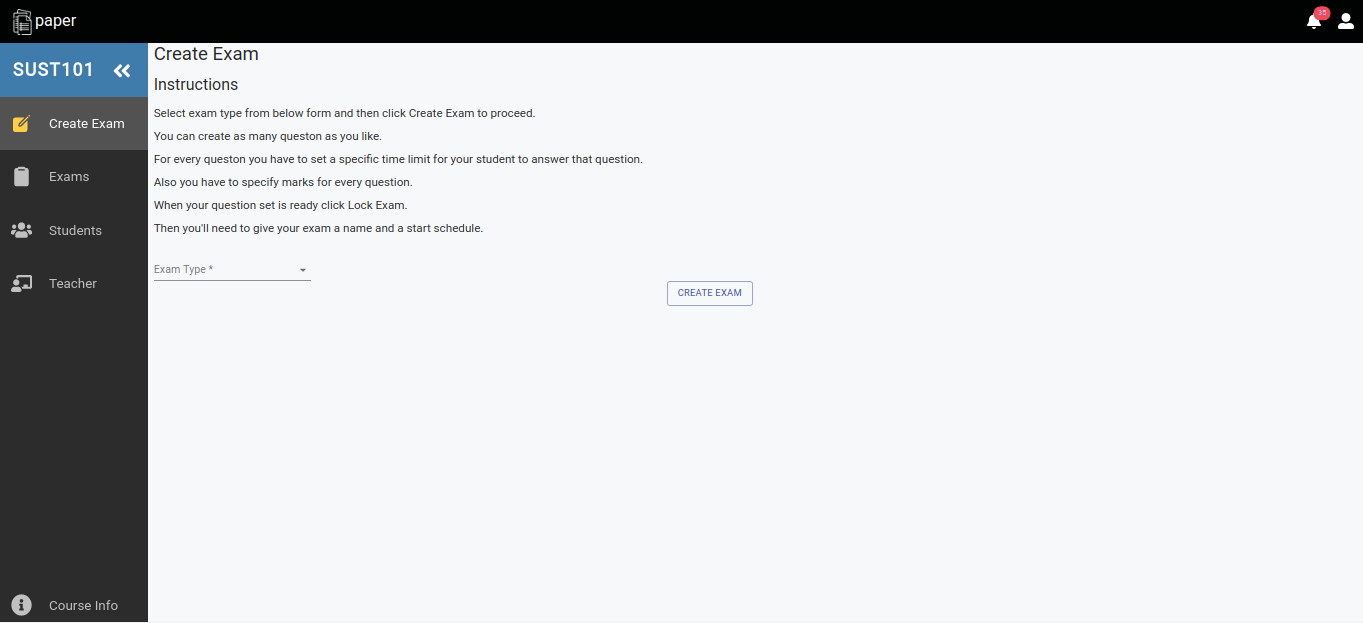 paper
35
SUST101
Create Exam
Exams
Students
Teacher
Course Info
Create Exam
Instructions
Select exam type from below form and then click Create Exam to proceed.
You can create as many queston as you like.
For every queston you have to set a specific time limit for your student to answer that question.
Also you have to specify marks for every question.
When your question set is ready click Lock Exam.
Then you'll need to give your exam a name and a start schedule.
Exam Type *
CREATE EXAM